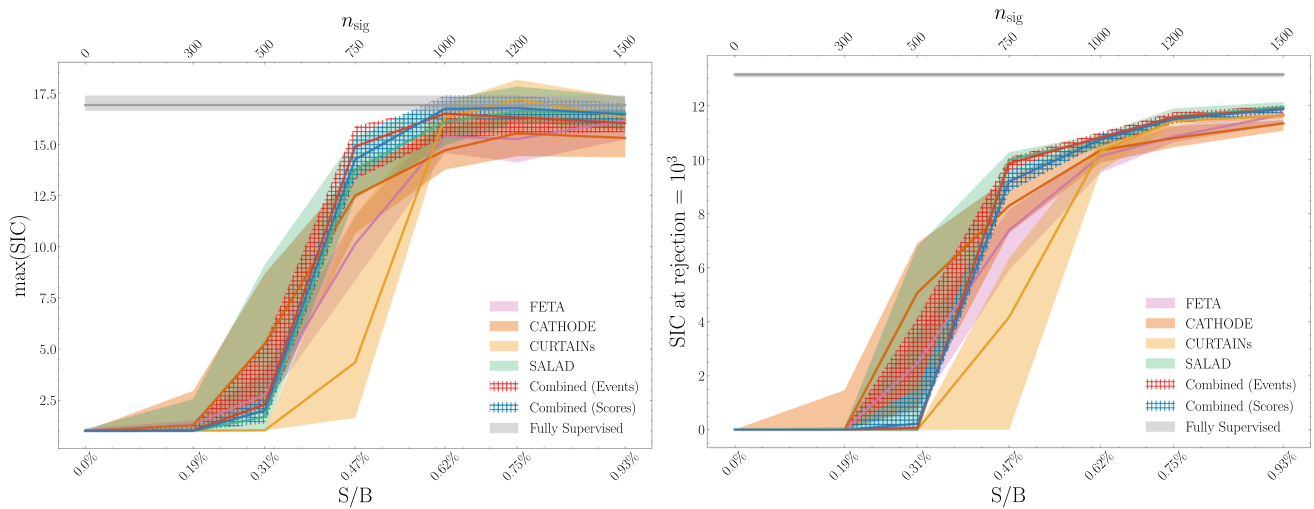 n_sig
0 300 500 750 1000 1200 1500
max(SIC)
17.5
15.0
12.5
10.0
7.5
5.0
2.5
FETA
CATHODE
CURTAINs
SALAD
Combined (Events)
Combined (Scores)
Fully Supervised
0.0% 0.19% 0.31% 0.47% 0.62% 0.75% 0.93%
S/B
n_sig
0 300 500 750 1000 1200 1500
SIC at rejection = 10³
12
10
8
6
4
2
0
FETA
CATHODE
CURTAINs
SALAD
Combined (Events)
Combined (Scores)
Fully Supervised
0.0% 0.19% 0.31% 0.47% 0.62% 0.75% 0.93%
S/B